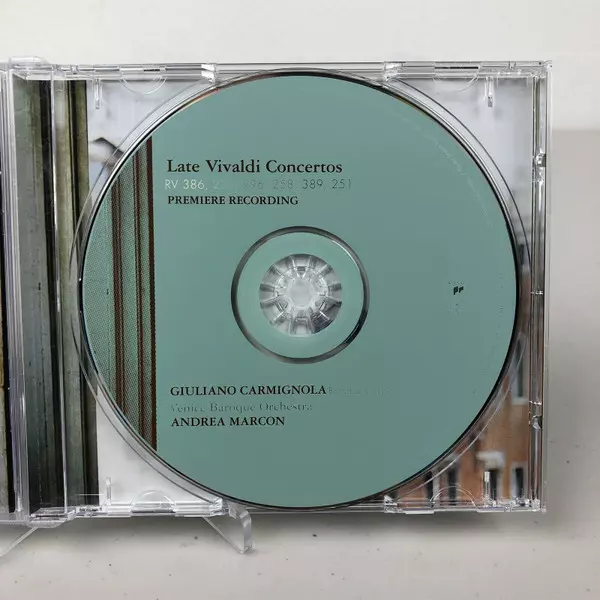 Late Vivaldi Concertos
RV 386, 258, 389, 251
PREMIERE RECORDING
GIULIANO CARMIGNOLA
Venice Baroque Orchestra
ANDREA MARCON